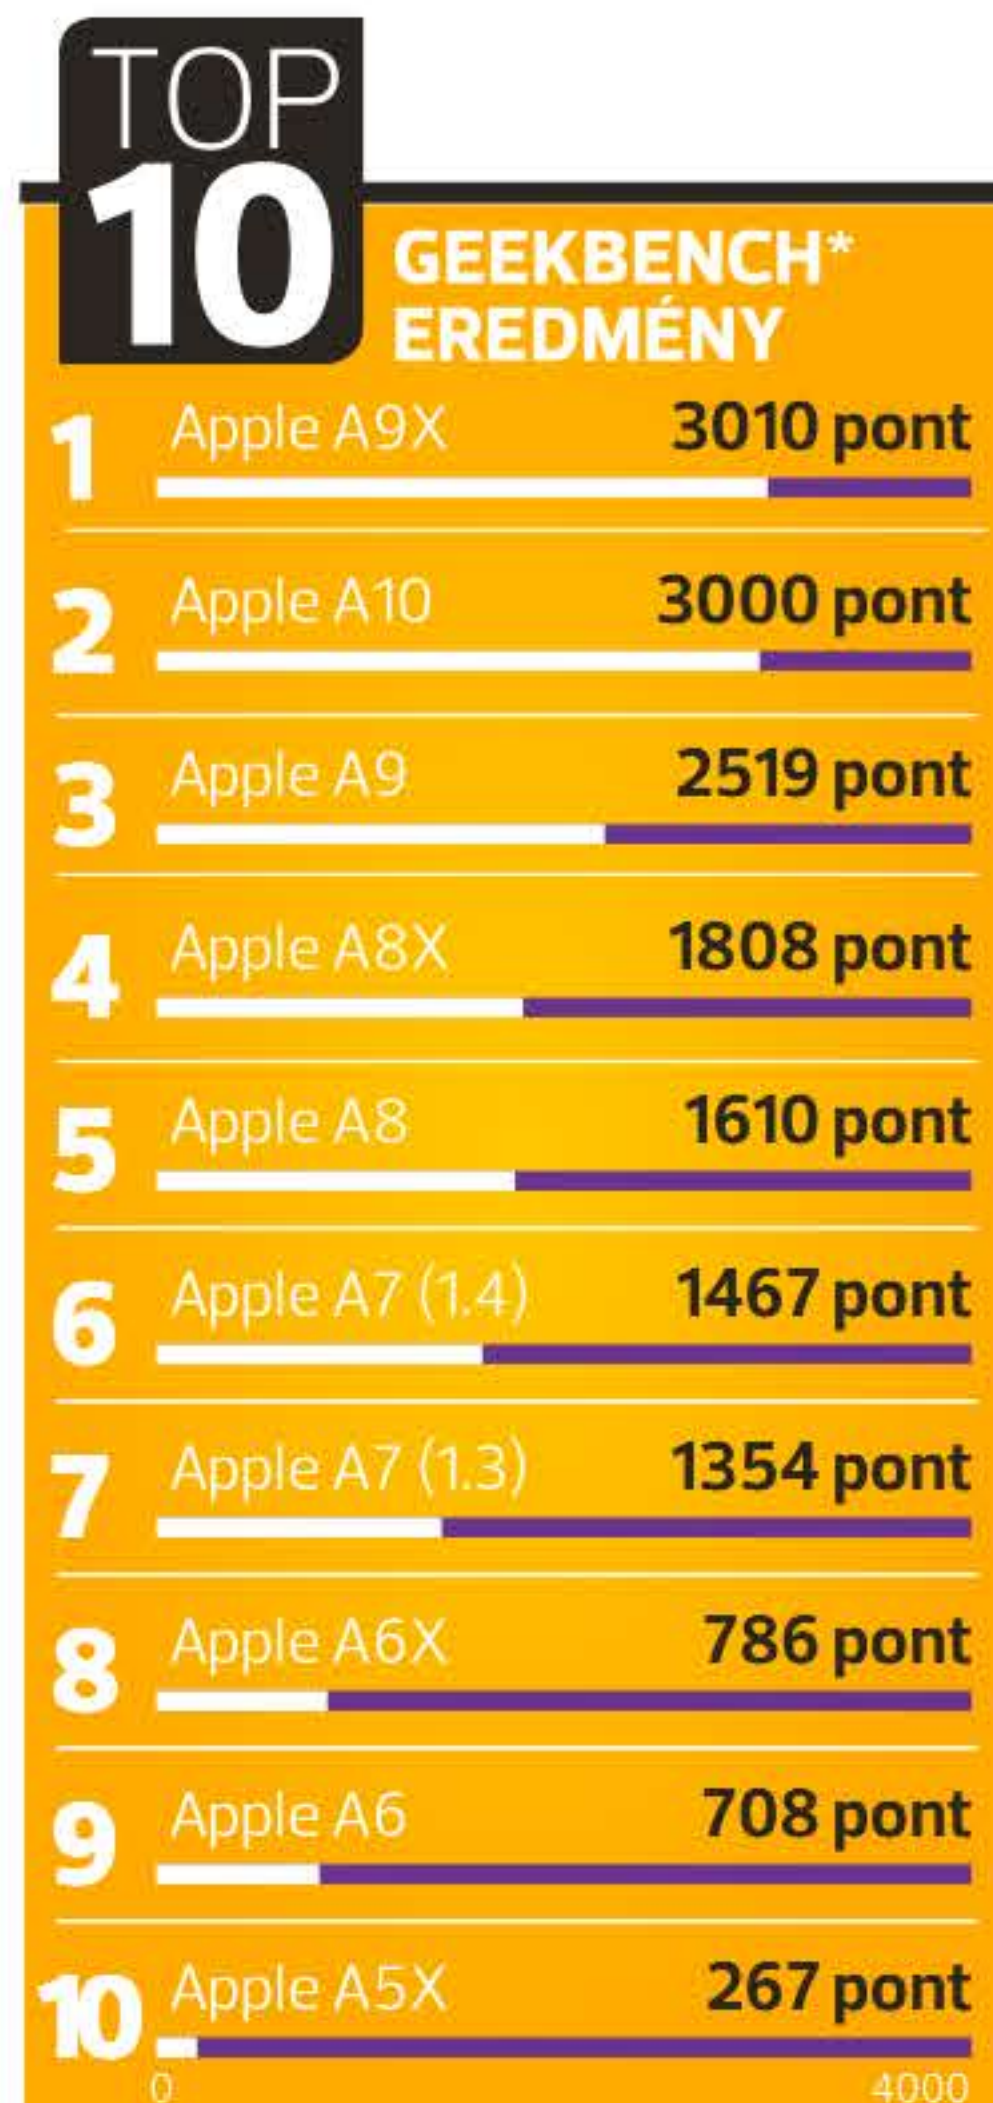 TOP
10
GEEKBENCH*
EREDMÉNY
1 Apple A9X 3010 pont
2 Apple A10 3000 pont
3 Apple A9 2519 pont
4 Apple A8X 1808 pont
5 Apple A8 1610 pont
6 Apple A7 (1.4) 1467 pont
7 Apple A7 (1.3) 1354 pont
8 Apple A6X 786 pont
9 Apple A6 708 pont
10 Apple A5X 267 pont
0 4000